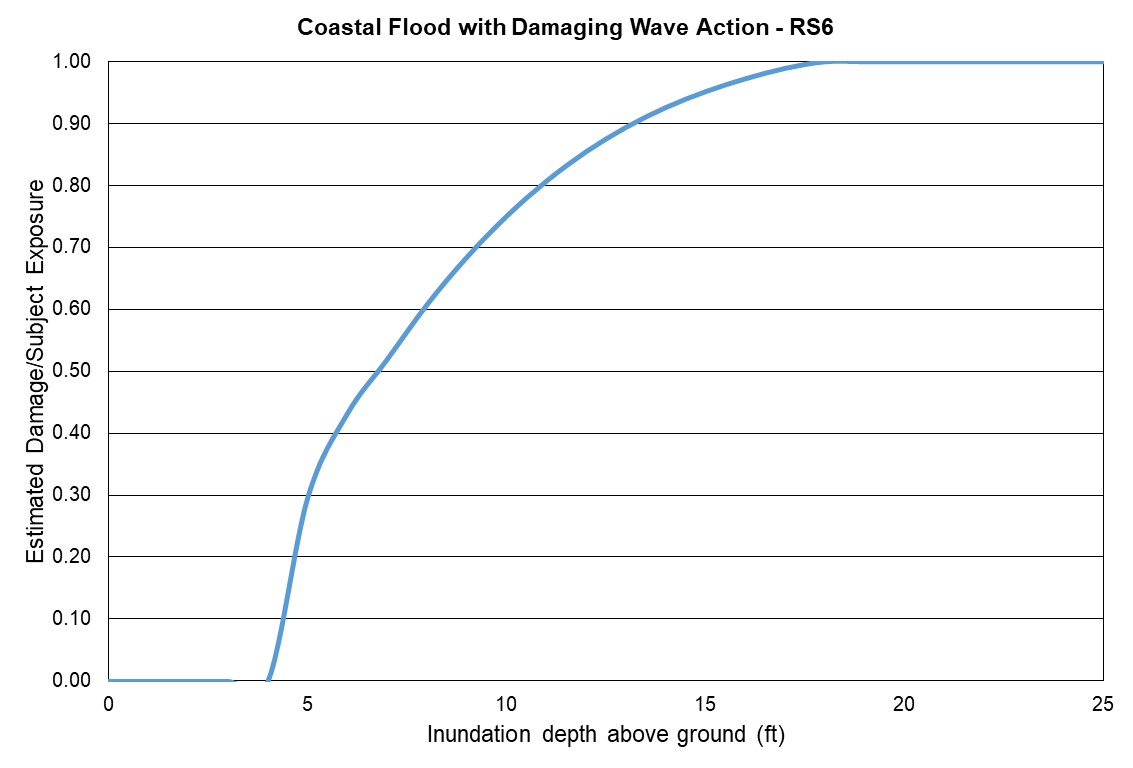 Coastal Flood with Damaging Wave Action - RS6
Estimated Damage/Subject Exposure
1.00
0.90
0.80
0.70
0.60
0.50
0.40
0.30
0.20
0.10
0.00
0 5 10 15 20 25
Inundation depth above ground (ft)